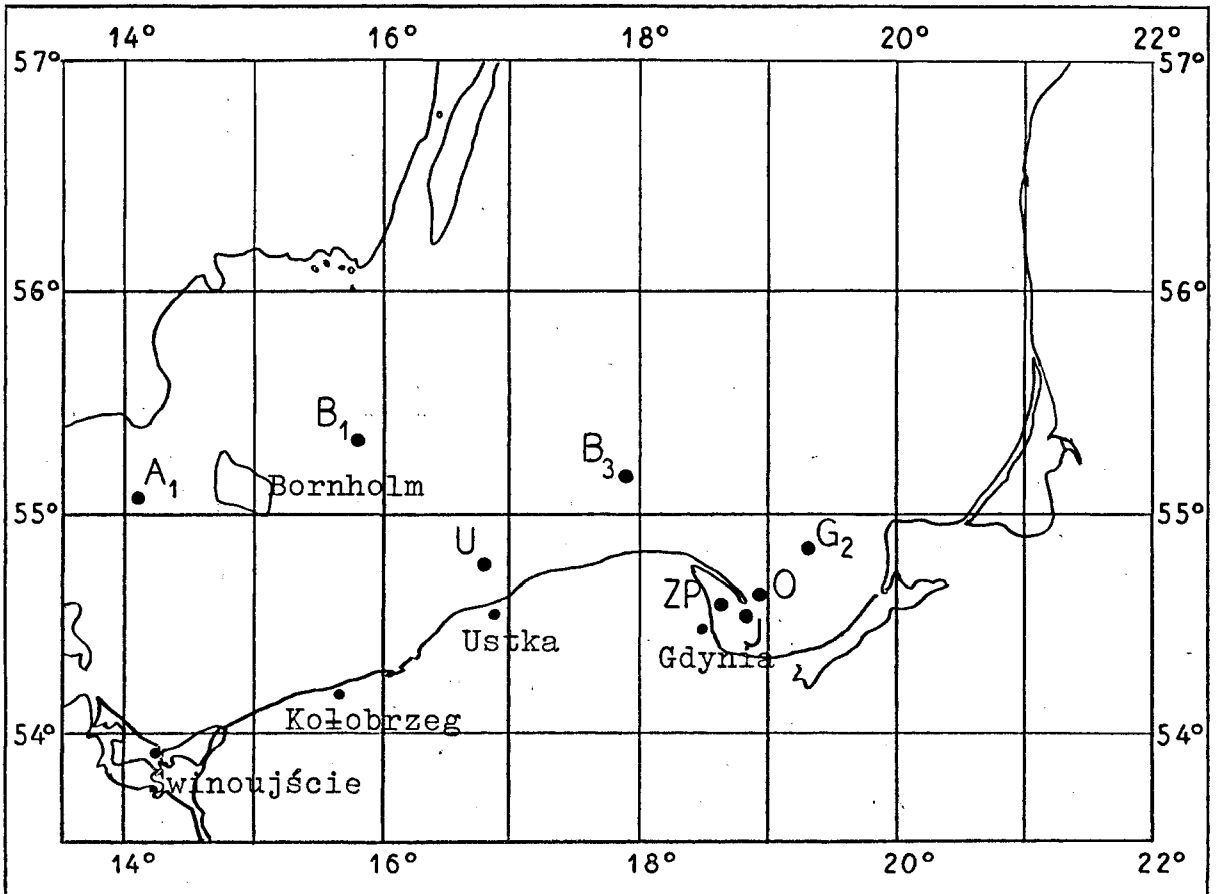 14° 16° 18° 20° 22°
57° 57°
56° 56°
B₁
B₃
A₁
Bornholm
55° 55°
G₂
U
O
ZP
J
Ustka
Gdynia
Kołobrzeg
54° 54°
Świnoujście
14° 16° 18° 20° 22°